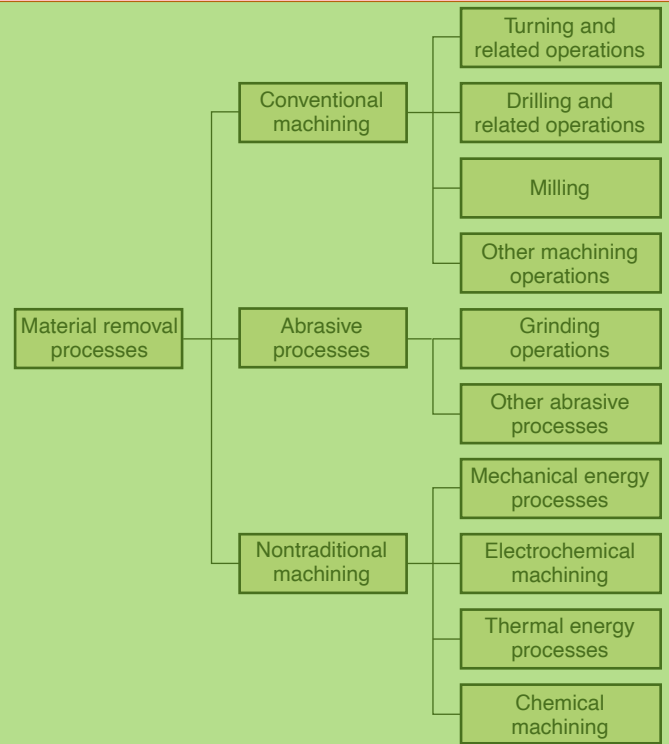 Material removal
processes
Conventional
machining
Turning and
related operations
Drilling and
related operations
Milling
Other machining
operations
Abrasive
processes
Grinding
operations
Other abrasive
processes
Nontraditional
machining
Mechanical energy
processes
Electrochemical
machining
Thermal energy
processes
Chemical
machining